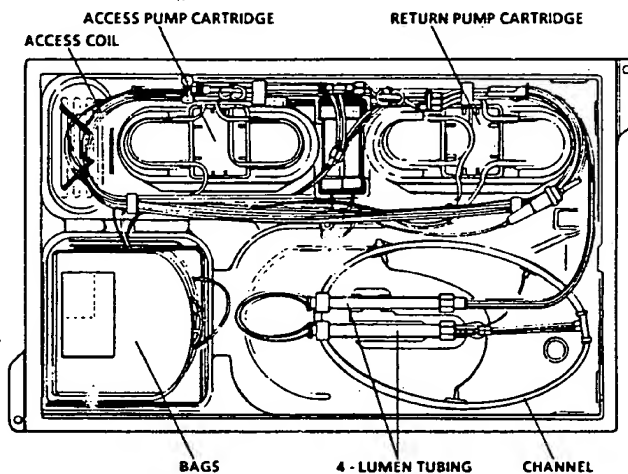 ACCESS PUMP CARTRIDGE
RETURN PUMP CARTRIDGE
ACCESS COIL
BAGS
4 - LUMEN TUBING
CHANNEL